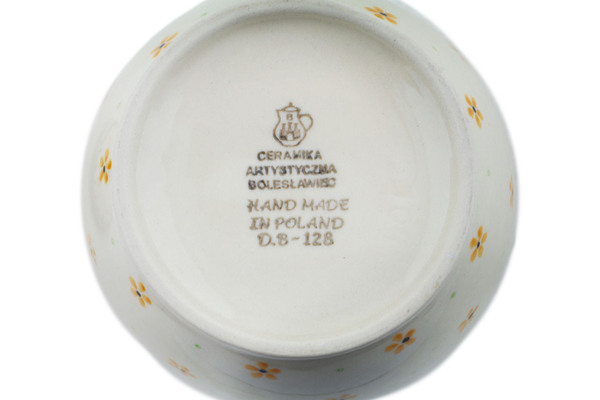 B
CERAMIKA
ARTYSTYCZNA
BOLESŁAWIEC
HAND MADE
IN POLAND
D.B-128